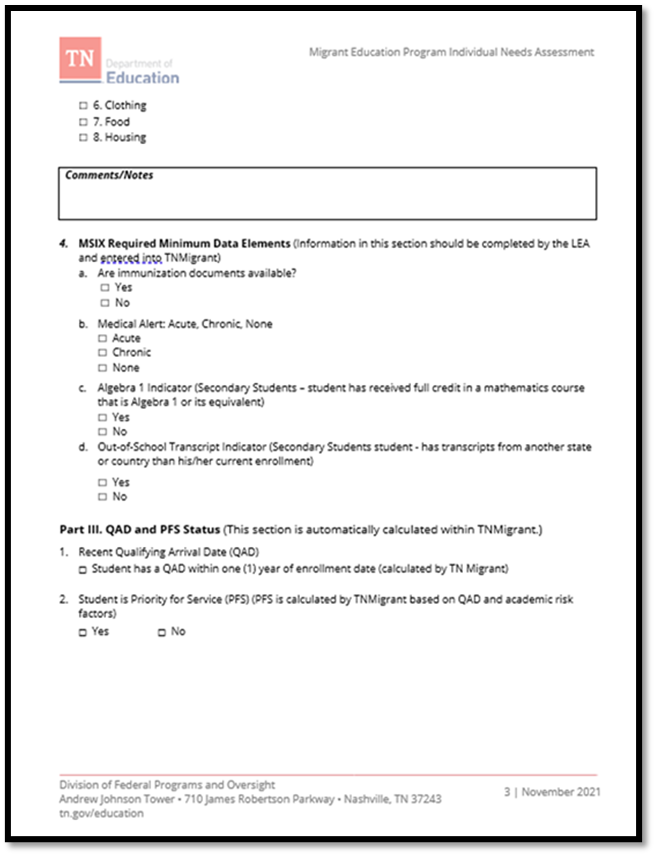 TN
Department of
Education
Migrant Education Program Individual Needs Assessment
☐ 6. Clothing
☐ 7. Food
☐ 8. Housing
Comments/Notes
4. MSIX Required Minimum Data Elements (Information in this section should be completed by the LEA
and entered into TNMigrant)
a. Are immunization documents available?
☐ Yes
☐ No
b. Medical Alert: Acute, Chronic, None
☐ Acute
☐ Chronic
☐ None
c. Algebra 1 Indicator (Secondary Students – student has received full credit in a mathematics course
that is Algebra 1 or its equivalent)
☐ Yes
☐ No
d. Out-of-School Transcript Indicator (Secondary Students student - has transcripts from another state
or country than his/her current enrollment)
☐ Yes
☐ No
Part III. QAD and PFS Status (This section is automatically calculated within TNMigrant.)
1. Recent Qualifying Arrival Date (QAD)
☐ Student has a QAD within one (1) year of enrollment date (calculated by TN Migrant)
2. Student is Priority for Service (PFS) (PFS is calculated by TNMigrant based on QAD and academic risk
factors)
☐ Yes ☐ No
Division of Federal Programs and Oversight
Andrew Johnson Tower • 710 James Robertson Parkway • Nashville, TN 37243
tn.gov/education
3 | November 2021